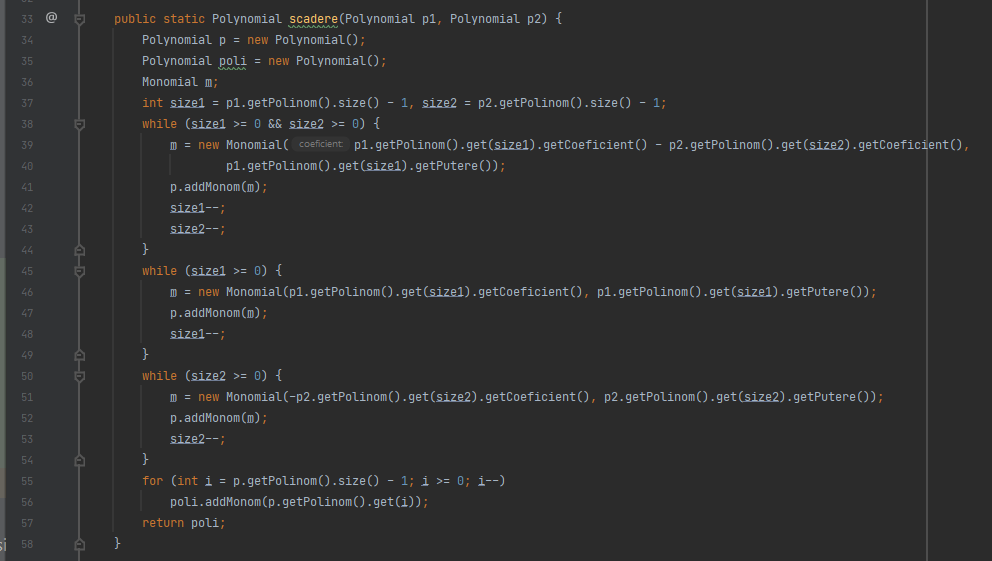 33 @ public static Polynomial scadere(Polynomial p1, Polynomial p2) {
34 Polynomial p = new Polynomial();
35 Polynomial poli = new Polynomial();
36 Monomial m;
37 int size1 = p1.getPolinom().size() - 1, size2 = p2.getPolinom().size() - 1;
38 while (size1 >= 0 && size2 >= 0) {
39 m = new Monomial( coeficient: p1.getPolinom().get(size1).getCoeficient() - p2.getPolinom().get(size2).getCoeficient(),
40 p1.getPolinom().get(size1).getPutere());
41 p.addMonom(m);
42 size1--;
43 size2--;
44 }
45 while (size1 >= 0) {
46 m = new Monomial(p1.getPolinom().get(size1).getCoeficient(), p1.getPolinom().get(size1).getPutere());
47 p.addMonom(m);
48 size1--;
49 }
50 while (size2 >= 0) {
51 m = new Monomial(-p2.getPolinom().get(size2).getCoeficient(), p2.getPolinom().get(size2).getPutere());
52 p.addMonom(m);
53 size2--;
54 }
55 for (int i = p.getPolinom().size() - 1; i >= 0; i--)
56 poli.addMonom(p.getPolinom().get(i));
57 return poli;
58 }